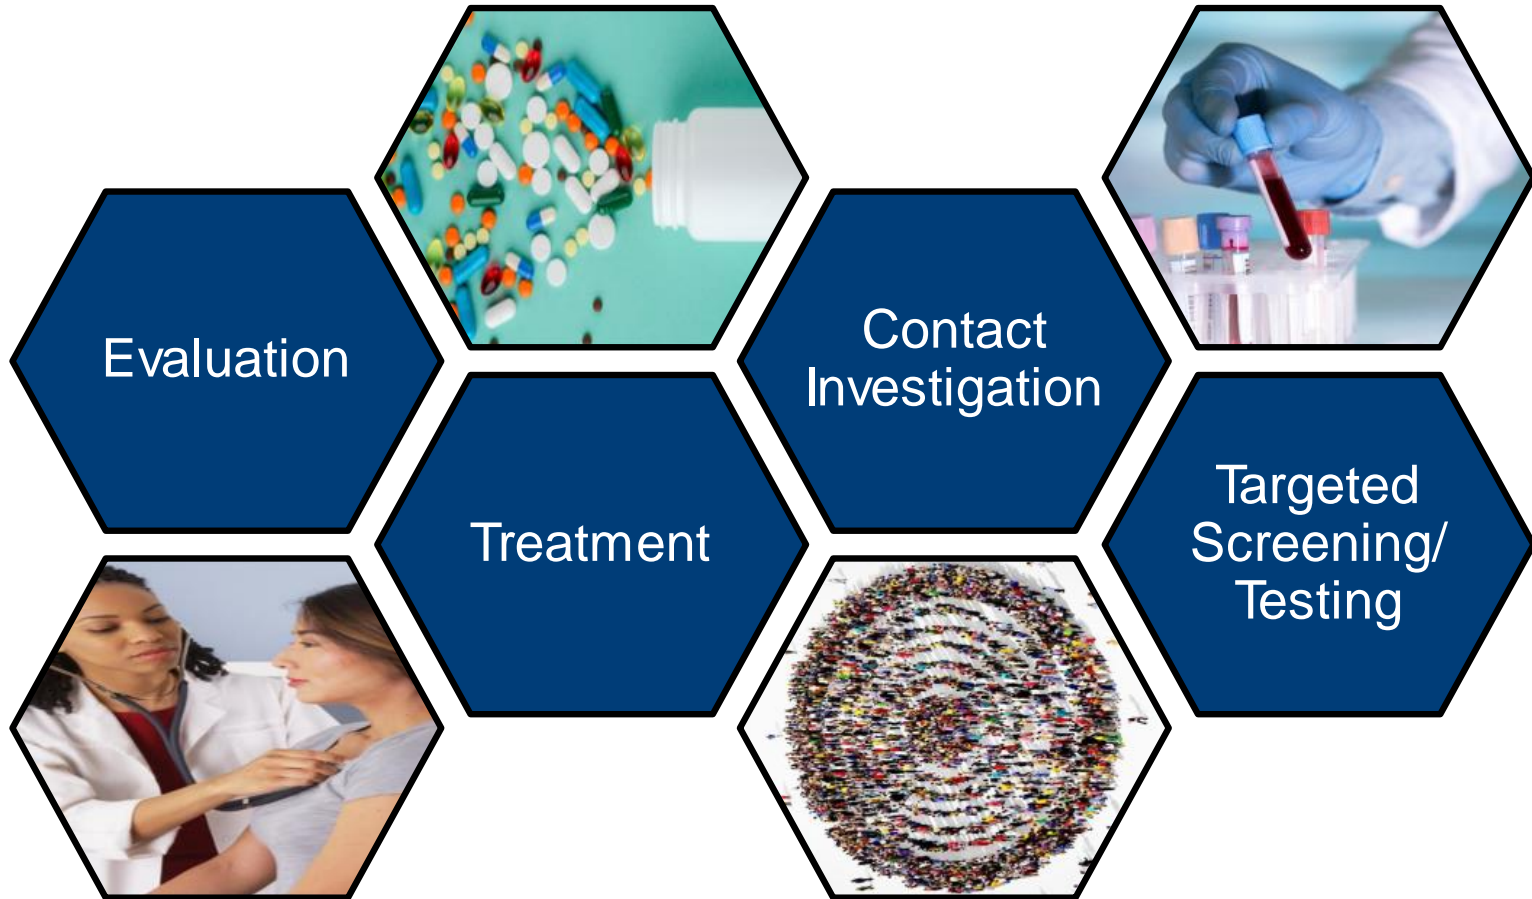 Evaluation
Treatment
Contact
Investigation
Targeted
Screening/
Testing